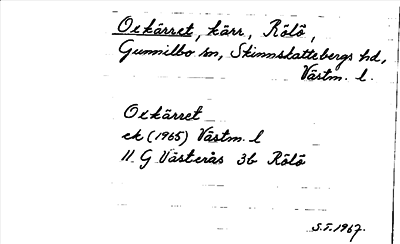 Oxkärret, kärr, Rölö,
Gunnilbo sn, Skinnskattebergs hd,
Västm. l.
Oxkärret
ek (1965) Västm. l
11 G Västerås 3b Rölö
S.F. 1967.